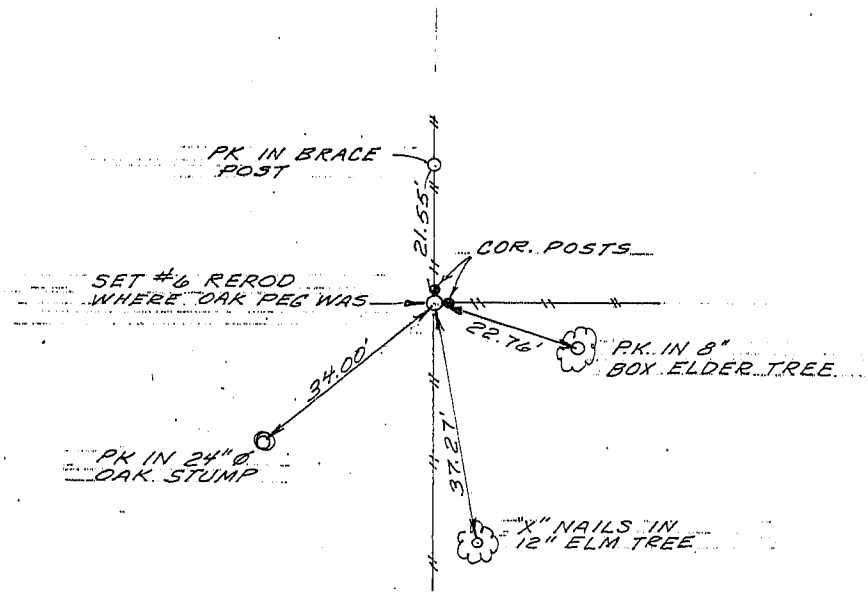 PK IN BRACE
POST
21.55'
COR. POSTS
SET #6 REROD
WHERE OAK PEG WAS
22.76'
P.K. IN 8"
BOX ELDER TREE
34.00'
37.27'
PK IN 24" Ø
OAK STUMP
"X" NAILS IN
12" ELM TREE